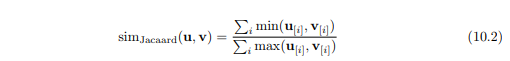 sim_Jacaard(u, v) = ∑_i min(u_[i], v_[i]) / ∑_i max(u_[i], v_[i]) (10.2)